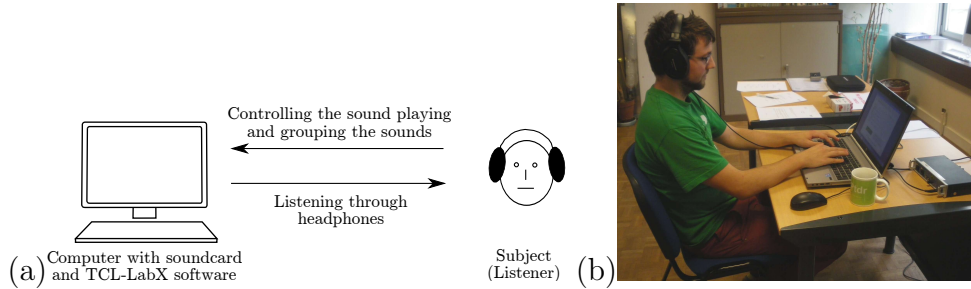 Controlling the sound playing
and grouping the sounds
Listening through
headphones
Computer with soundcard
and TCL-LabX software
Subject
(Listener)
(a)
(b)
tdr